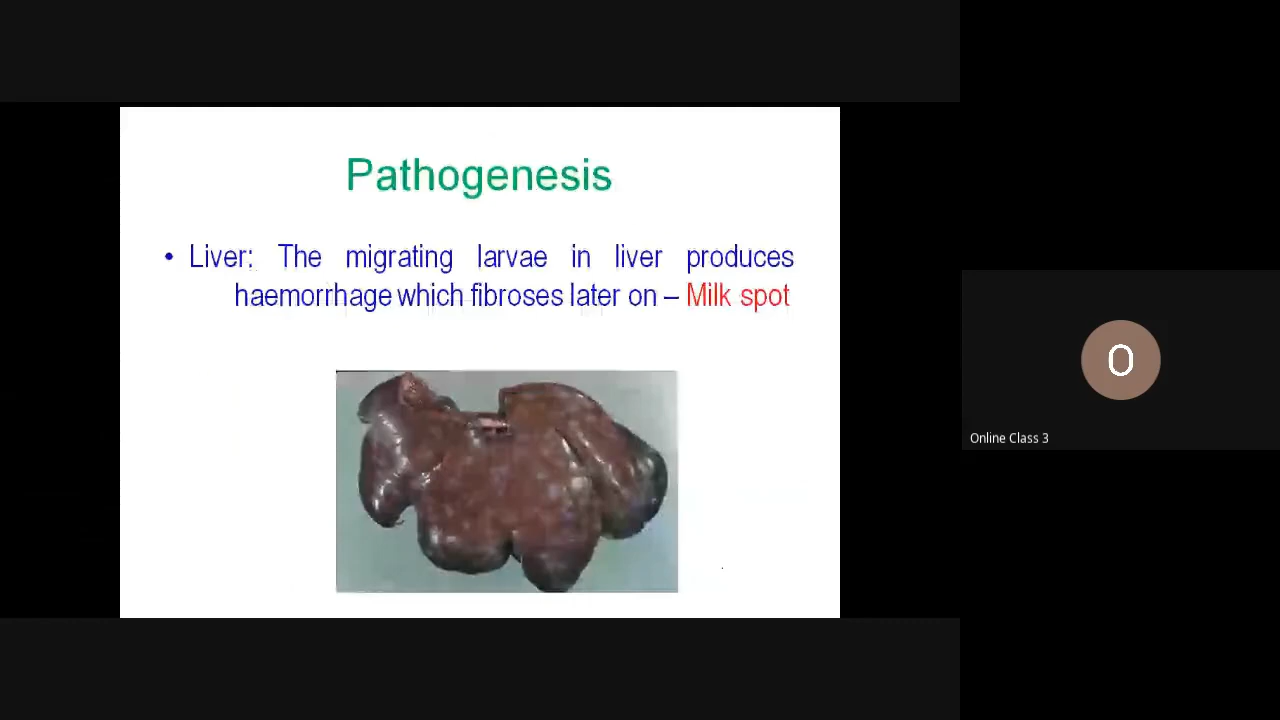 Pathogenesis
• Liver: The migrating larvae in liver produces
haemorrhage which fibroses later on – Milk spot
O
Online Class 3